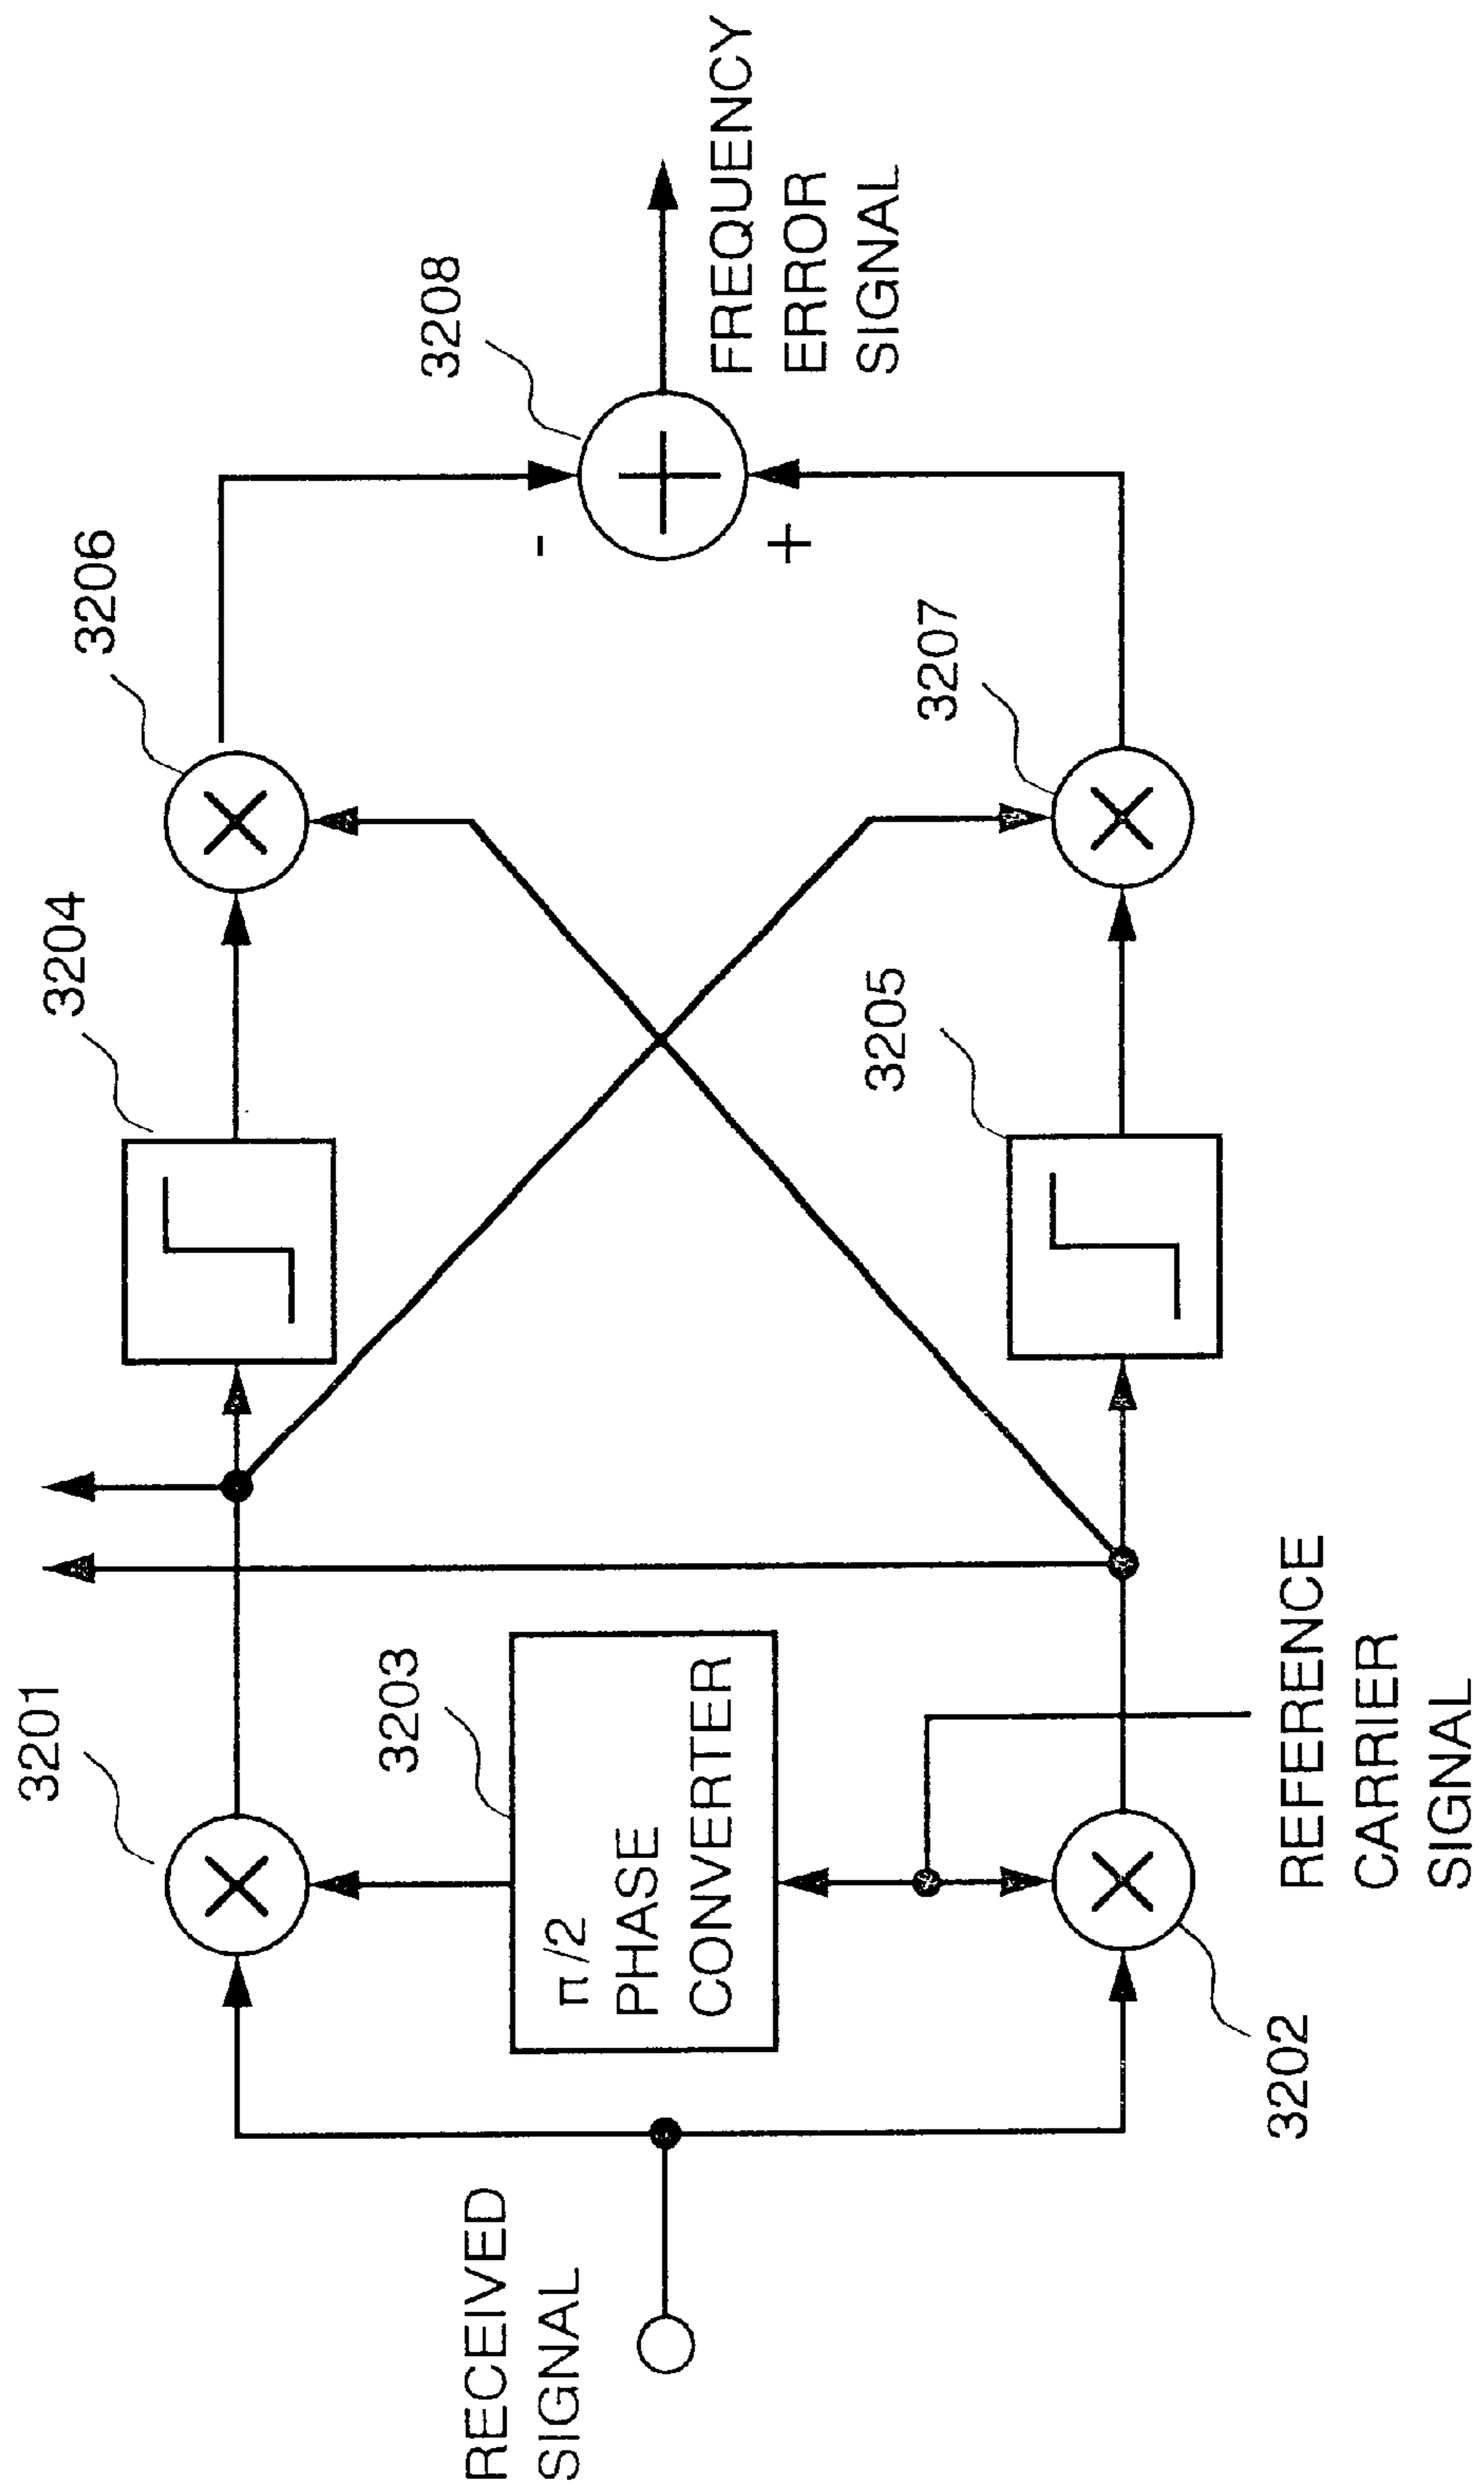 3201
3204
3206
3208
3203
π/2
PHASE
CONVERTER
RECEIVED
SIGNAL
-
+
FREQUENCY
ERROR
SIGNAL
3205
3207
3202
REFERENCE
CARRIER
SIGNAL